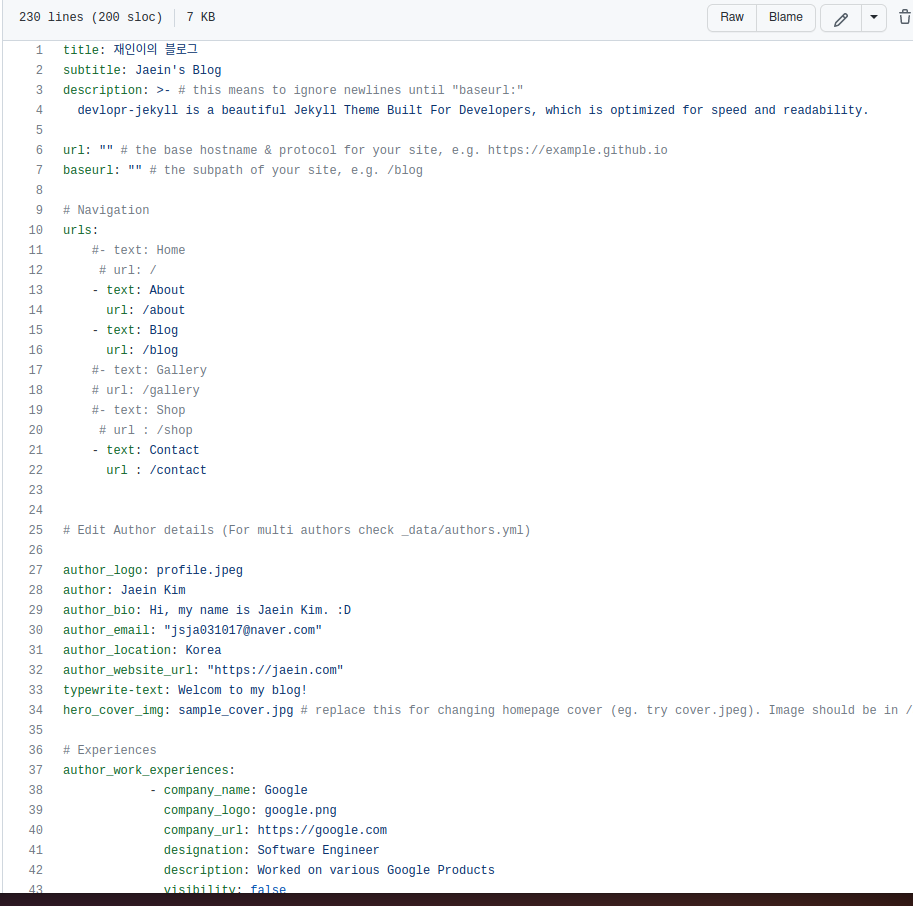 230 lines (200 sloc) 7 KB Raw Blame
1 title: 재인이의 블로그
2 subtitle: Jaein's Blog
3 description: >- # this means to ignore newlines until "baseurl:"
4 devlopr-jekyll is a beautiful Jekyll Theme Built For Developers, which is optimized for speed and readability.
5
6 url: "" # the base hostname & protocol for your site, e.g. https://example.github.io
7 baseurl: "" # the subpath of your site, e.g. /blog
8
9 # Navigation
10 urls:
11 #- text: Home
12 # url: /
13 - text: About
14 url: /about
15 - text: Blog
16 url: /blog
17 #- text: Gallery
18 # url: /gallery
19 #- text: Shop
20 # url : /shop
21 - text: Contact
22 url : /contact
23
24
25 # Edit Author details (For multi authors check _data/authors.yml)
26
27 author_logo: profile.jpeg
28 author: Jaein Kim
29 author_bio: Hi, my name is Jaein Kim. :D
30 author_email: "jsja031017@naver.com"
31 author_location: Korea
32 author_website_url: "https://jaein.com"
33 typewrite-text: Welcom to my blog!
34 hero_cover_img: sample_cover.jpg # replace this for changing homepage cover (eg. try cover.jpeg). Image should be in /
35
36 # Experiences
37 author_work_experiences:
38 - company_name: Google
39 company_logo: google.png
40 company_url: https://google.com
41 designation: Software Engineer
42 description: Worked on various Google Products
43 visibility: false